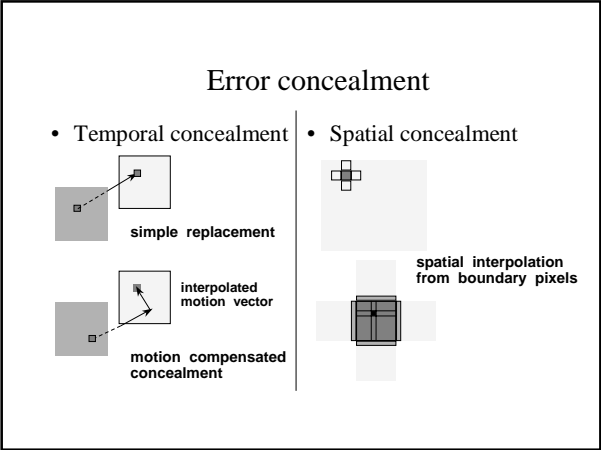 Error concealment
• Temporal concealment
simple replacement
interpolated
motion vector
motion compensated
concealment
• Spatial concealment
spatial interpolation
from boundary pixels